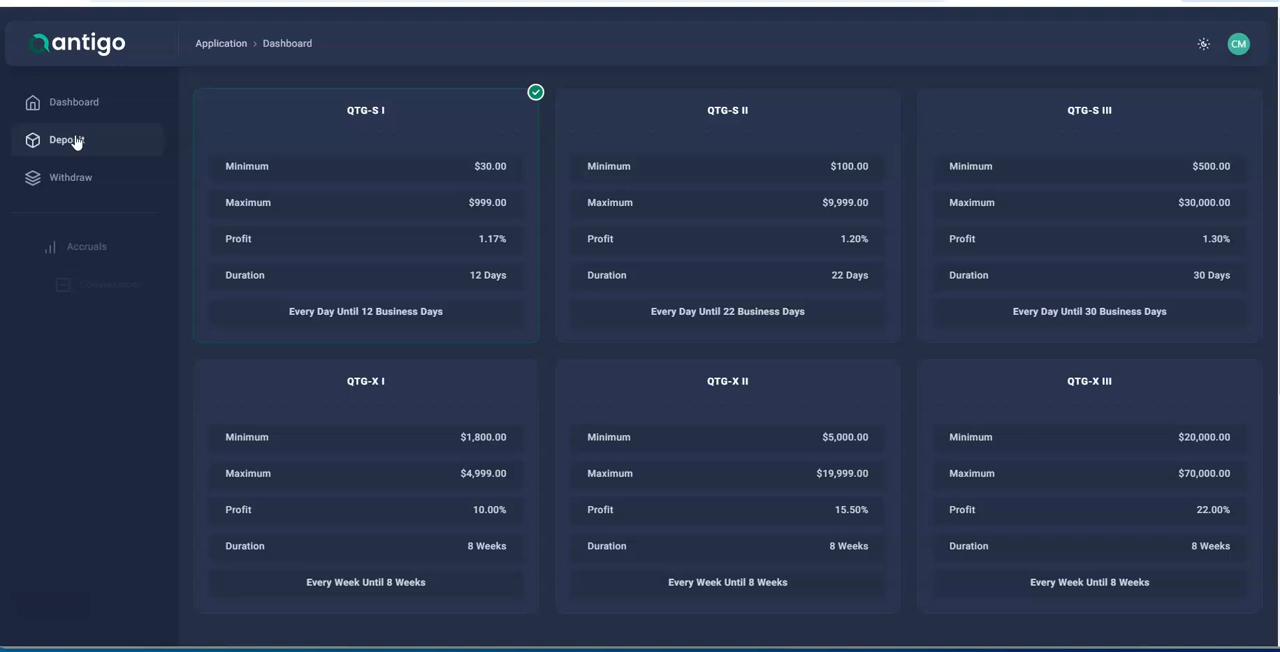 antigo
Application > Dashboard
CM
Dashboard
Withdraw
Accruals
QTG-S I
Minimum $30.00
Maximum $999.00
Profit 1.17%
Duration 12 Days
Every Day Until 12 Business Days
QTG-S II
Minimum $100.00
Maximum $9,999.00
Profit 1.20%
Duration 22 Days
Every Day Until 22 Business Days
QTG-S III
Minimum $500.00
Maximum $30,000.00
Profit 1.30%
Duration 30 Days
Every Day Until 30 Business Days
QTG-X I
Minimum $1,800.00
Maximum $4,999.00
Profit 10.00%
Duration 8 Weeks
Every Week Until 8 Weeks
QTG-X II
Minimum $5,000.00
Maximum $19,999.00
Profit 15.50%
Duration 8 Weeks
Every Week Until 8 Weeks
QTG-X III
Minimum $20,000.00
Maximum $70,000.00
Profit 22.00%
Duration 8 Weeks
Every Week Until 8 Weeks